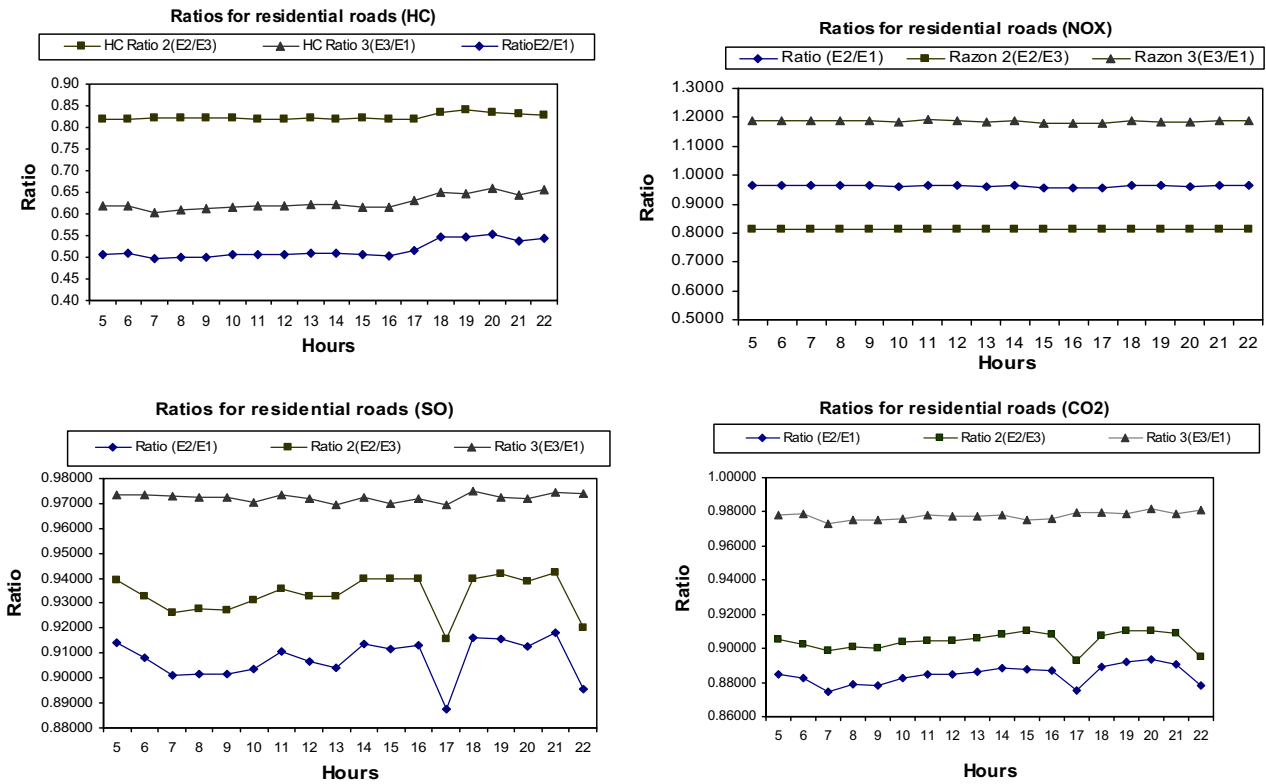 Ratios for residential roads (HC)
HC Ratio 2(E2/E3) HC Ratio 3(E3/E1) RatioE2/E1)
0.90
0.85
0.80
0.75
0.70
0.65
0.60
0.55
0.50
0.45
0.40
Ratio
5 6 7 8 9 10 11 12 13 14 15 16 17 18 19 20 21 22
Hours
Ratios for residential roads (NOX)
Ratio (E2/E1) Razon 2(E2/E3) Razon 3(E3/E1)
1.3000
1.2000
1.1000
1.0000
0.9000
0.8000
0.7000
0.6000
0.5000
Ratio
5 6 7 8 9 10 11 12 13 14 15 16 17 18 19 20 21 22
Hours
Ratios for residential roads (SO)
Ratio (E2/E1) Ratio 2(E2/E3) Ratio 3(E3/E1)
0.98000
0.97000
0.96000
0.95000
0.94000
0.93000
0.92000
0.91000
0.90000
0.89000
0.88000
Ratio
5 6 7 8 9 10 11 12 13 14 15 16 17 18 19 20 21 22
Hours
Ratios for residential roads (CO2)
Ratio (E2/E1) Ratio 2(E2/E3) Ratio 3(E3/E1)
1.00000
0.98000
0.96000
0.94000
0.92000
0.90000
0.88000
0.86000
Ratio
5 6 7 8 9 10 11 12 13 14 15 16 17 18 19 20 21 22
Hours